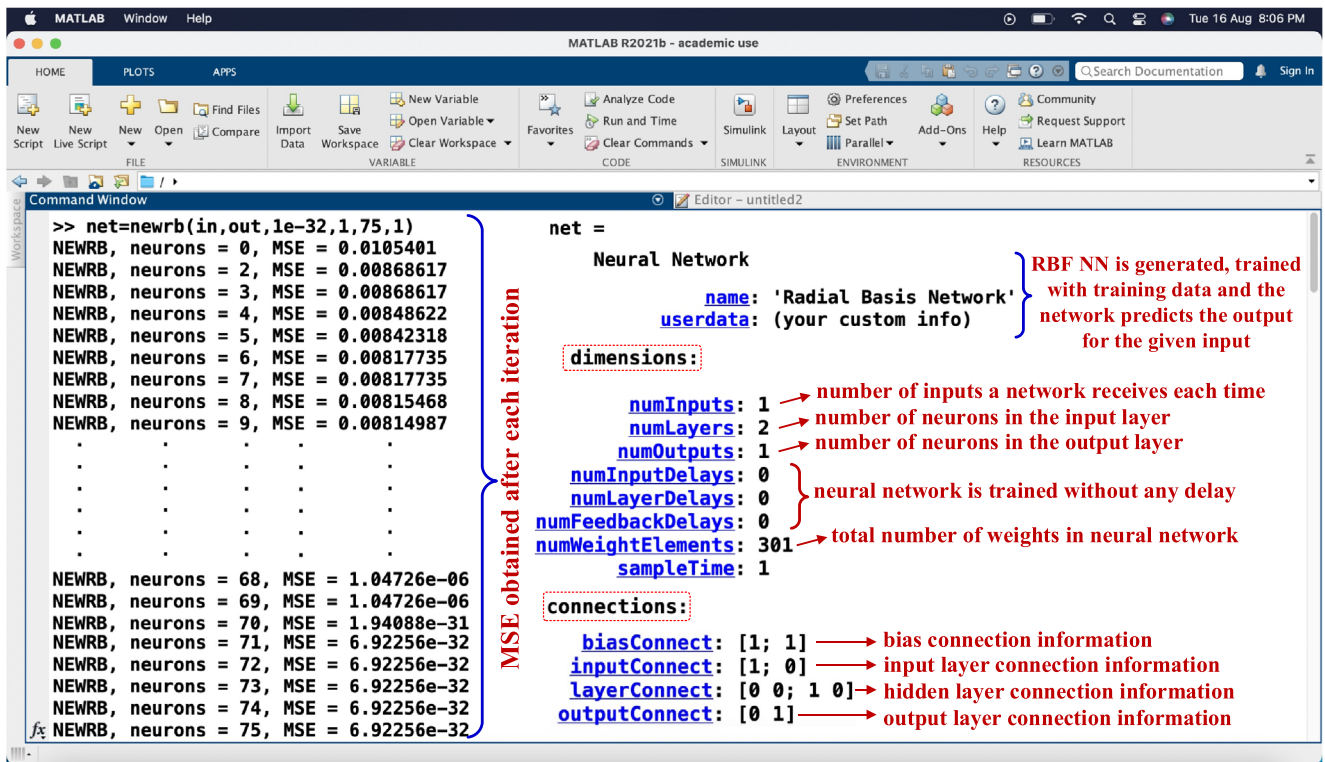 MATLAB Window Help Tue 16 Aug 8:06 PM
MATLAB R2021b - academic use
HOME PLOTS APPS Search Documentation Sign In
New Script
New Live Script
New
Open
Find Files
Compare
FILE
Import Data
Save Workspace
New Variable
Open Variable
Clear Workspace
VARIABLE
Favorites
Analyze Code
Run and Time
Clear Commands
CODE
Simulink
SIMULINK
Layout
Preferences
Set Path
Parallel
Add-Ons
ENVIRONMENT
Help
Community
Request Support
Learn MATLAB
RESOURCES
/
Workspace
Command Window
Editor – untitled2
>> net=newrb(in,out,1e-32,1,75,1)
NEWRB, neurons = 0, MSE = 0.0105401
NEWRB, neurons = 2, MSE = 0.00868617
NEWRB, neurons = 3, MSE = 0.00868617
NEWRB, neurons = 4, MSE = 0.00848622
NEWRB, neurons = 5, MSE = 0.00842318
NEWRB, neurons = 6, MSE = 0.00817735
NEWRB, neurons = 7, MSE = 0.00817735
NEWRB, neurons = 8, MSE = 0.00815468
NEWRB, neurons = 9, MSE = 0.00814987
. . . . .
. . . . .
. . . . .
. . . . .
. . . . .
. . . . .
NEWRB, neurons = 68, MSE = 1.04726e-06
NEWRB, neurons = 69, MSE = 1.04726e-06
NEWRB, neurons = 70, MSE = 1.94088e-31
NEWRB, neurons = 71, MSE = 6.92256e-32
NEWRB, neurons = 72, MSE = 6.92256e-32
NEWRB, neurons = 73, MSE = 6.92256e-32
NEWRB, neurons = 74, MSE = 6.92256e-32
fx NEWRB, neurons = 75, MSE = 6.92256e-32
MSE obtained after each iteration
net =
Neural Network
name: 'Radial Basis Network'
userdata: (your custom info)
RBF NN is generated, trained
with training data and the
network predicts the output
for the given input
dimensions:
numInputs: 1 number of inputs a network receives each time
numLayers: 2 number of neurons in the input layer
numOutputs: 1 number of neurons in the output layer
numInputDelays: 0
numLayerDelays: 0 neural network is trained without any delay
numFeedbackDelays: 0
numWeightElements: 301 total number of weights in neural network
sampleTime: 1
connections:
biasConnect: [1; 1] bias connection information
inputConnect: [1; 0] input layer connection information
layerConnect: [0 0; 1 0] hidden layer connection information
outputConnect: [0 1] output layer connection information